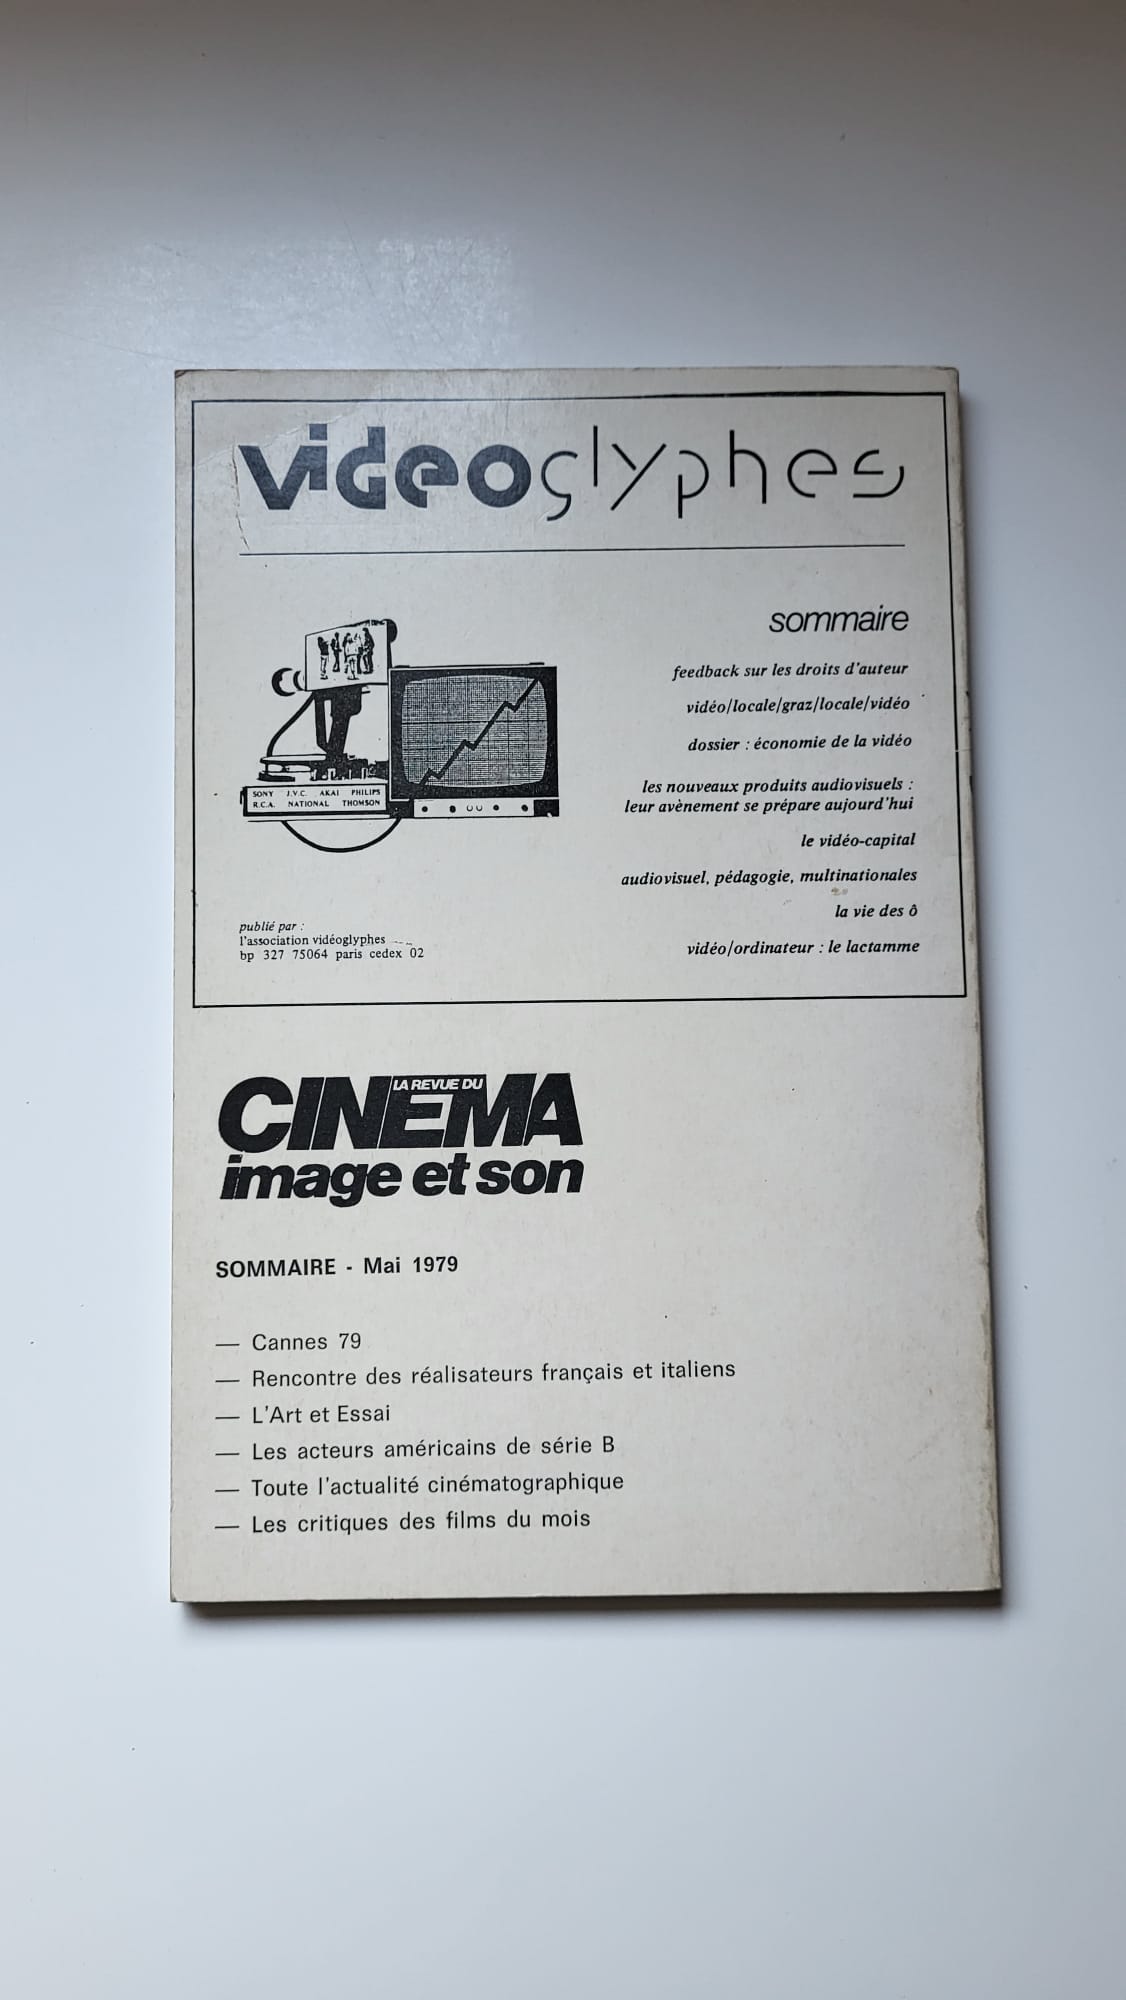 videoglyphes
sommaire
feedback sur les droits d'auteur
vidéo/locale/graz/locale/vidéo
dossier : économie de la vidéo
les nouveaux produits audiovisuels :
leur avènement se prépare aujourd'hui
le vidéo-capital
audiovisuel, pédagogie, multinationales
la vie des ô
vidéo/ordinateur : le lactamme
SONY J.V.C. AKAI PHILIPS
R.C.A. NATIONAL THOMSON
publié par :
l'association vidéoglyphes
bp 327 75064 paris cedex 02
LA REVUE DU
CINEMA
image et son
SOMMAIRE - Mai 1979
— Cannes 79
— Rencontre des réalisateurs français et italiens
— L'Art et Essai
— Les acteurs américains de série B
— Toute l'actualité cinématographique
— Les critiques des films du mois